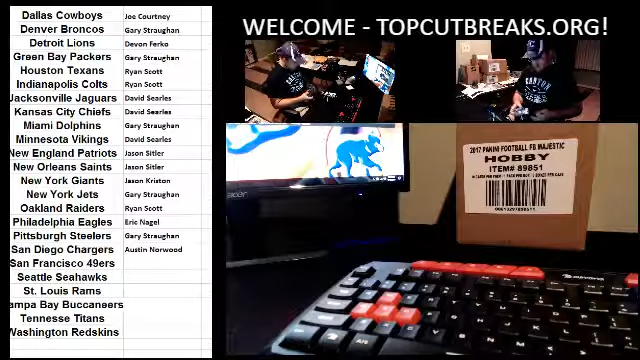 WELCOME - TOPCUTBREAKS.ORG!
Dallas Cowboys Joe Courtney
Denver Broncos Gary Straughan
Detroit Lions Devon Ferko
Green Bay Packers Gary Straughan
Houston Texans Ryan Scott
Indianapolis Colts Ryan Scott
Jacksonville Jaguars David Searles
Kansas City Chiefs David Searles
Miami Dolphins Gary Straughan
Minnesota Vikings David Searles
New England Patriots Jason Sitler
New Orleans Saints Jason Sitler
New York Giants Jason Kriston
New York Jets Gary Straughan
Oakland Raiders Ryan Scott
Philadelphia Eagles Eric Nagel
Pittsburgh Steelers Gary Straughan
San Diego Chargers Austin Norwood
San Francisco 49ers
Seattle Seahawks
St. Louis Rams
ampa Bay Buccaneers
Tennesse Titans
Washington Redskins
2017 PANINI FOOTBALL FB MAJESTIC
HOBBY
ITEM# 89851
acer